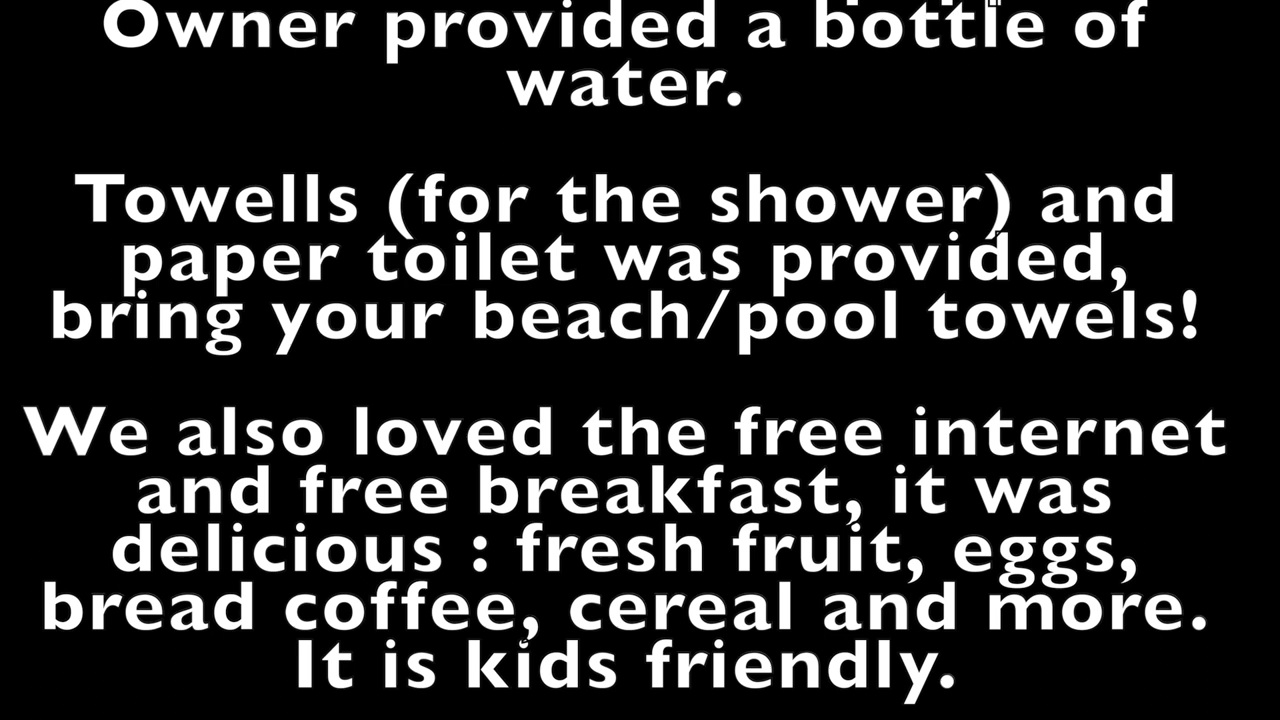 Owner provided a bottle of
water.
Towells (for the shower) and
paper toilet was provided,
bring your beach/pool towels!
We also loved the free internet
and free breakfast, it was
delicious : fresh fruit, eggs,
bread coffee, cereal and more.
It is kids friendly.